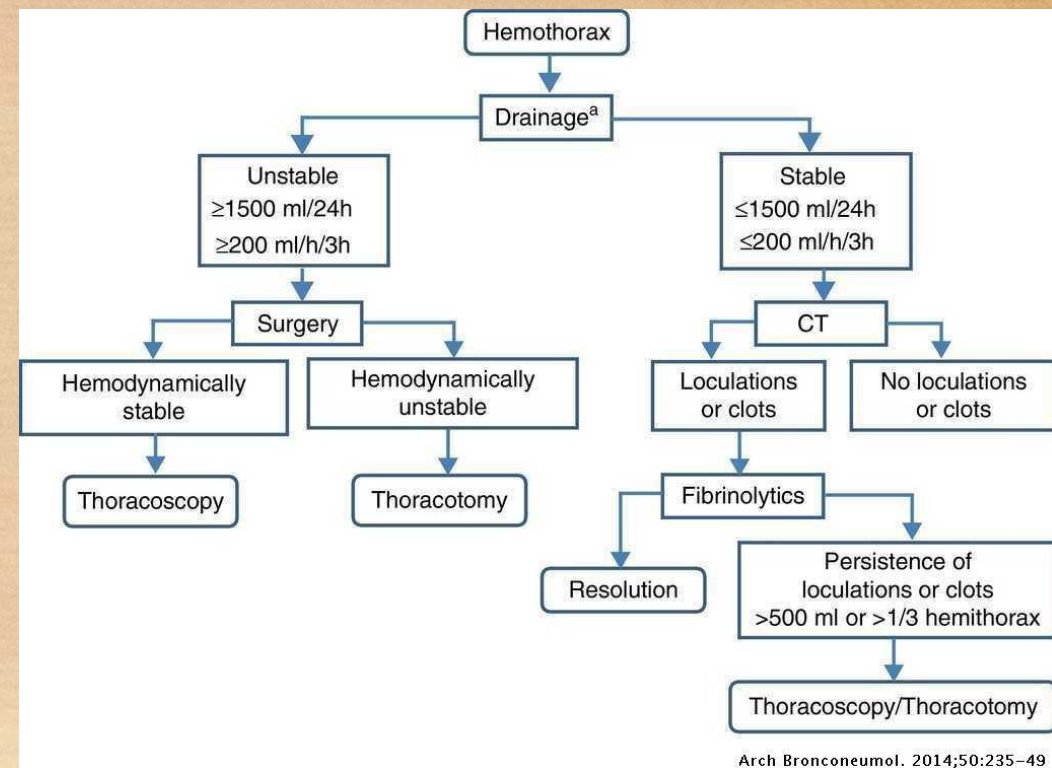 Hemothorax
Drainageᵃ
Unstable
≥1500 ml/24h
≥200 ml/h/3h
Stable
≤1500 ml/24h
≤200 ml/h/3h
Surgery
CT
Hemodynamically
stable
Hemodynamically
unstable
Loculations
or clots
No loculations
or clots
Thoracoscopy
Thoracotomy
Fibrinolytics
Resolution
Persistence of
loculations or clots
>500 ml or >1/3 hemithorax
Thoracoscopy/Thoracotomy
Arch Bronconeumol. 2014;50:235–49